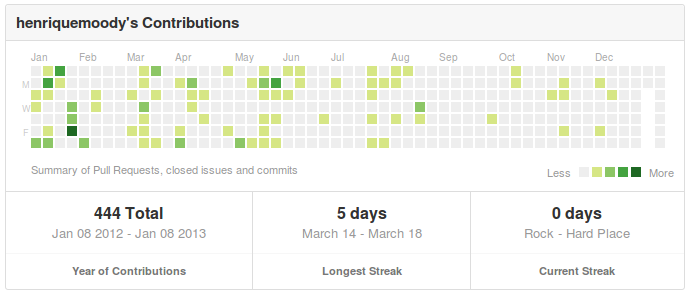 henriquemoody's Contributions
Jan Feb Mar Apr May Jun Jul Aug Sep Oct Nov Dec
M
W
F
Summary of Pull Requests, closed issues and commits
Less More
444 Total
Jan 08 2012 - Jan 08 2013
Year of Contributions
5 days
March 14 - March 18
Longest Streak
0 days
Rock - Hard Place
Current Streak